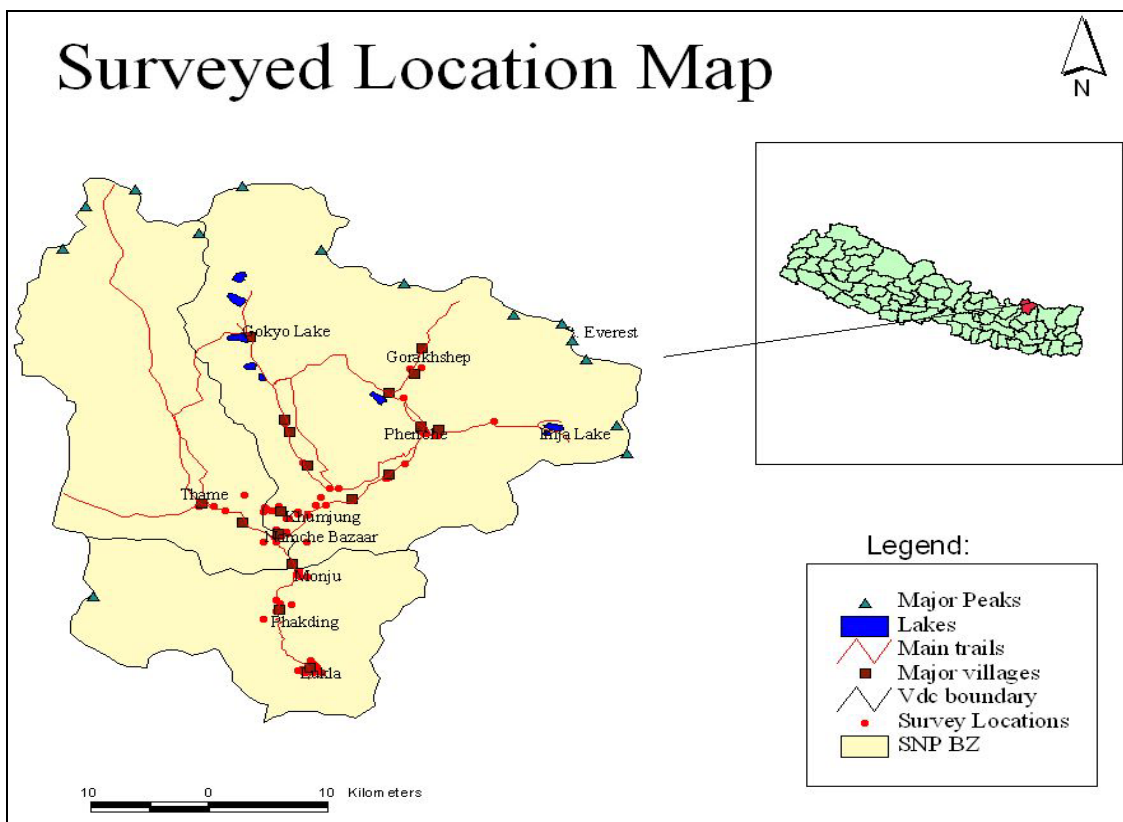 Surveyed Location Map
N
Gokyo Lake
Everest
Gorakhshep
Pheriche
Imja Lake
Thame
Khumjung
Namche Bazaar
Monju
Phakding
Lukla
Legend:
Major Peaks
Lakes
Main trails
Major villages
Vdc boundary
Survey Locations
SNP BZ
10 0 10 Kilometers